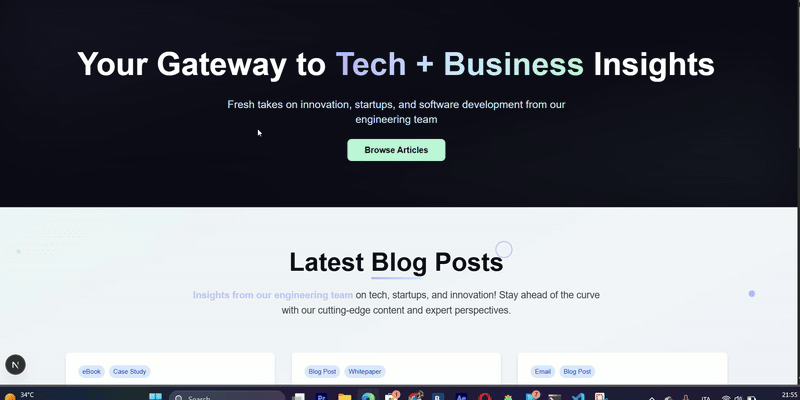 Your Gateway to Tech + Business Insights
Fresh takes on innovation, startups, and software development from our
engineering team
Browse Articles
Latest Blog Posts
Insights from our engineering team on tech, startups, and innovation! Stay ahead of the curve
with our cutting-edge content and expert perspectives.
eBook Case Study Blog Post Whitepaper Email Blog Post
N
34°C
Search
ITA
21:55